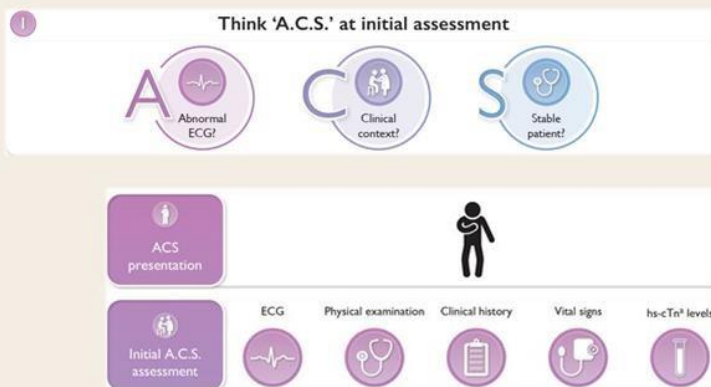 1
Think ‘A.C.S.’ at initial assessment
A
Abnormal
ECG?
C
Clinical
context?
S
Stable
patient?
ACS
presentation
Initial A.C.S.
assessment
ECG
Physical examination
Clinical history
Vital signs
hs-cTnª levels